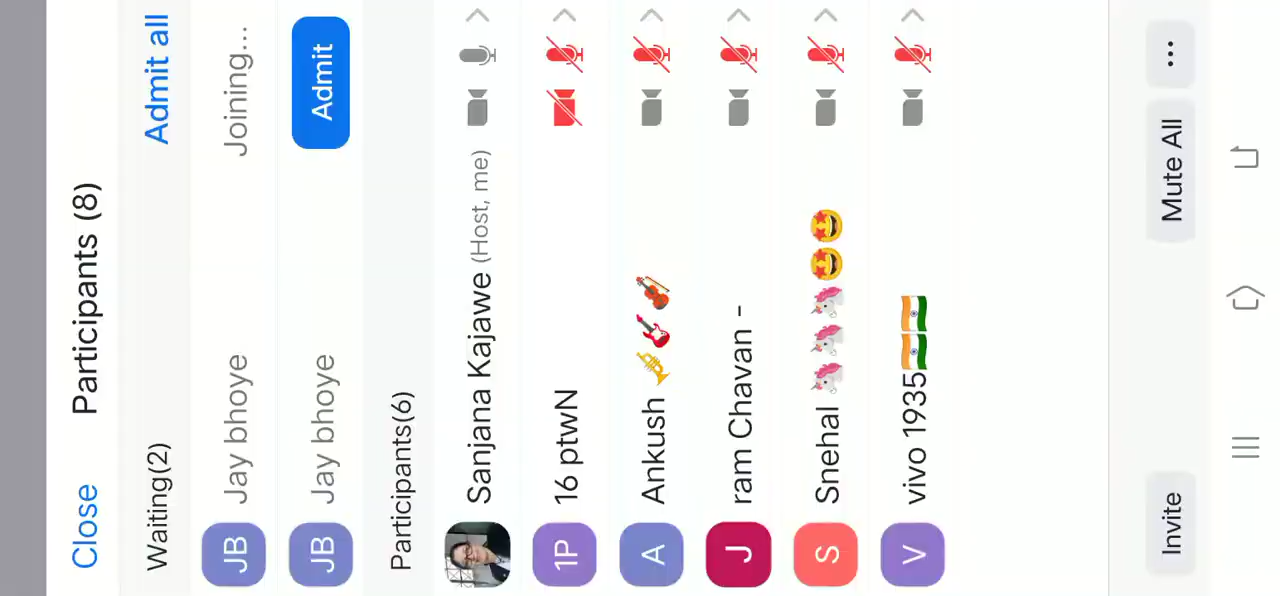 Close Participants (8)
Waiting(2) Admit all
JB Jay bhoye Joining...
JB Jay bhoye Admit
Participants(6)
Sanjana Kajawe (Host, me)
1P 16 ptwN
A Ankush 🎺🎸🎻
J ram Chavan -
S Snehal 🦄🦄🦄🤩🤩
V vivo 1935🇮🇳🇮🇳
Invite Mute All ...